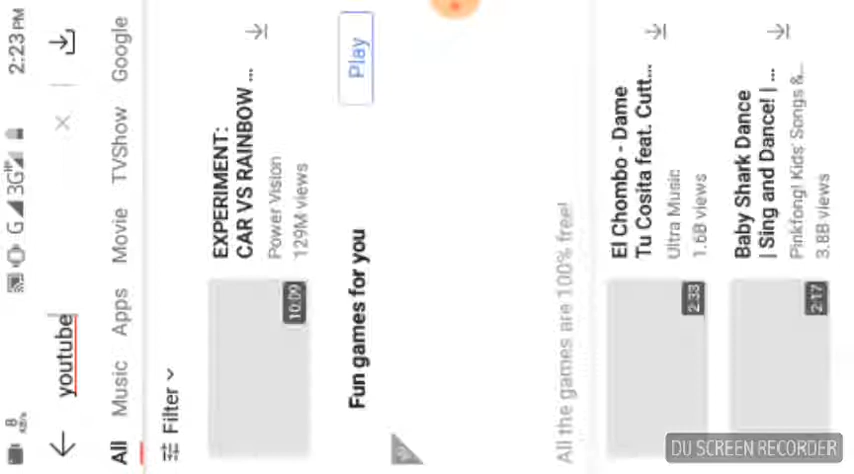 8
KB/s
G 3G
2:23 PM
youtube
×
All Music Apps Movie TVShow Google
Filter
EXPERIMENT:
CAR VS RAINBOW ...
Power Vision
129M views
10:09
Fun games for you
Play
All the games are 100% free!
El Chombo - Dame
Tu Cosita feat. Cutt...
Ultra Music
1.6B views
2:33
Baby Shark Dance
| Sing and Dance! | ...
Pinkfong! Kids' Songs &...
3.8B views
2:17
DU SCREEN RECORDER